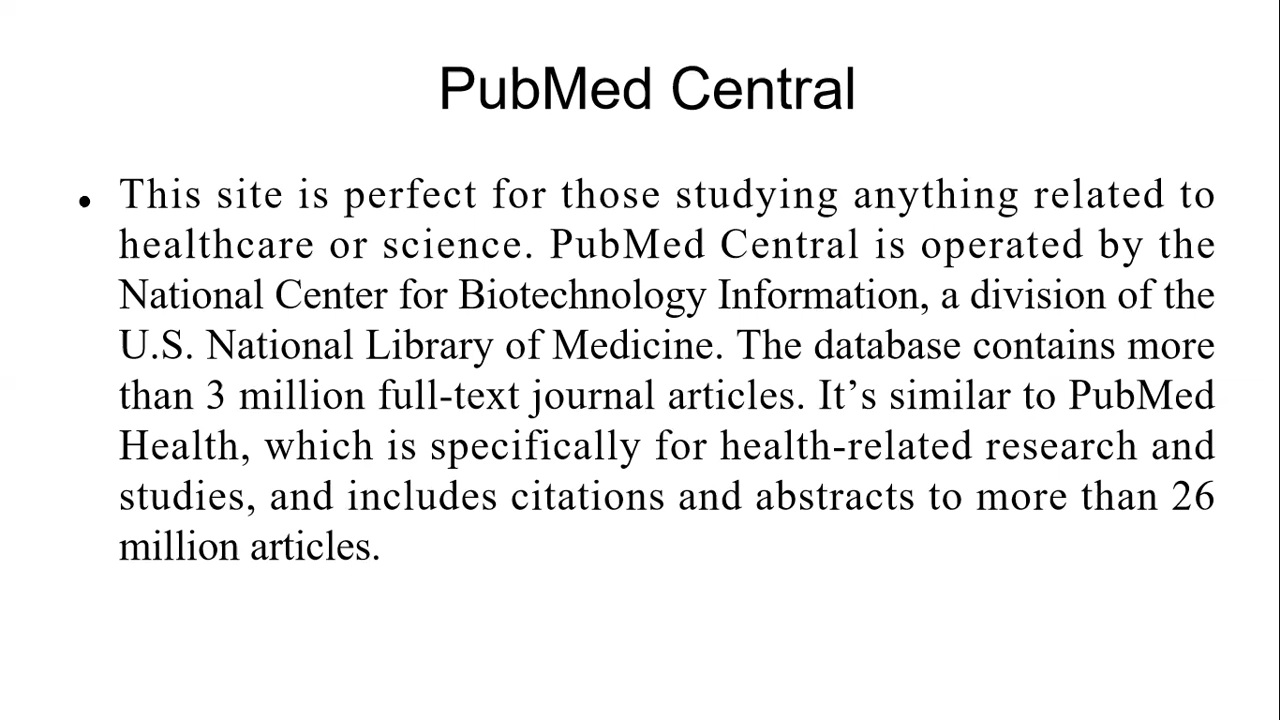 PubMed Central
• This site is perfect for those studying anything related to
healthcare or science. PubMed Central is operated by the
National Center for Biotechnology Information, a division of the
U.S. National Library of Medicine. The database contains more
than 3 million full-text journal articles. It’s similar to PubMed
Health, which is specifically for health-related research and
studies, and includes citations and abstracts to more than 26
million articles.